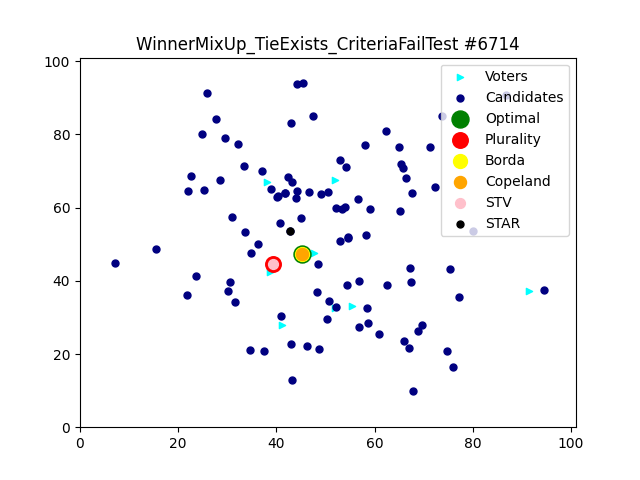 WinnerMixUp_TieExists_CriteriaFailTest #6714
100
80
60
40
20
0
0 20 40 60 80 100
Voters
Candidates
Optimal
Plurality
Borda
Copeland
STV
STAR